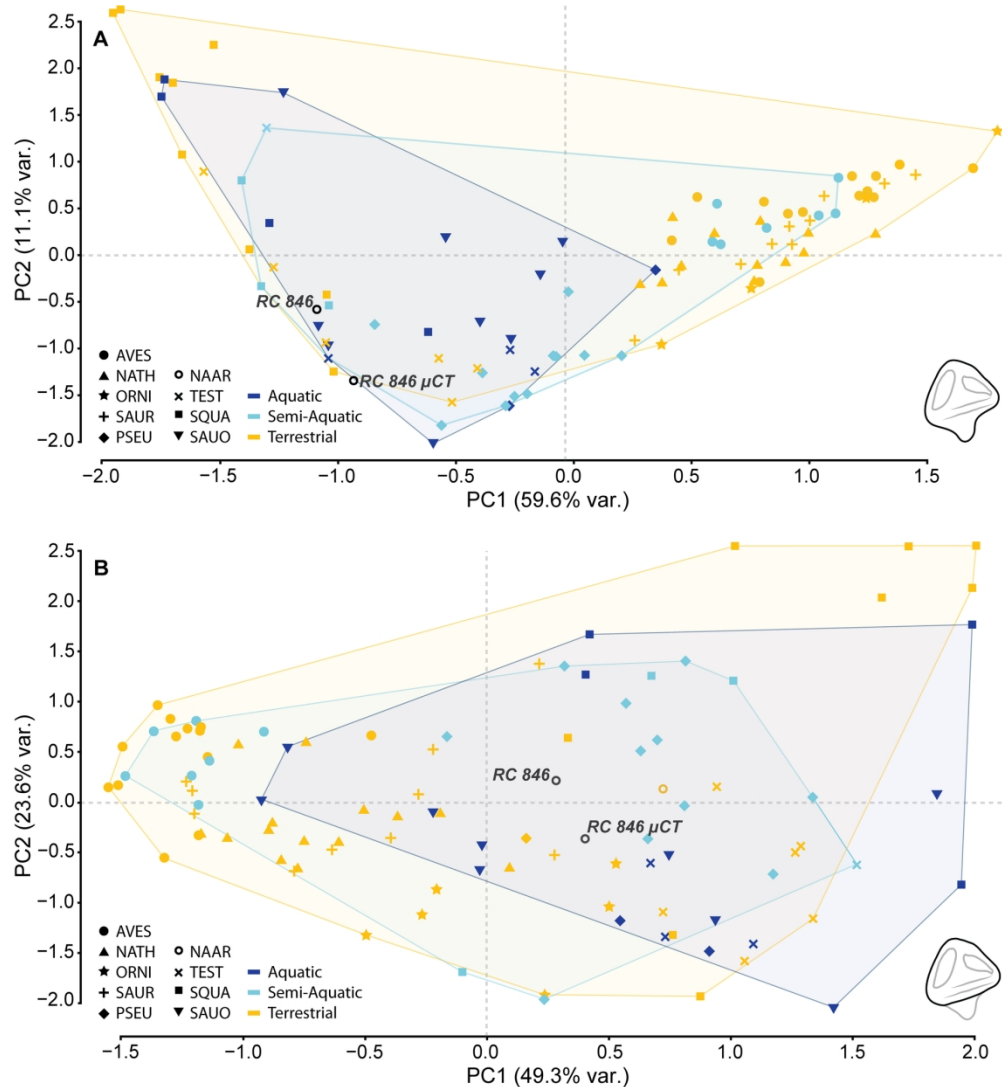 A
2.5
2.0
1.5
1.0
0.5
0.0
−0.5
−1.0
−1.5
−2.0
PC2 (11.1% var.)
RC 846
RC 846 µCT
AVES
NATH
ORNI
SAUR
PSEU
NAAR
TEST
SQUA
SAUO
Aquatic
Semi-Aquatic
Terrestrial
−2.0 −1.5 −1.0 −0.5 0.0 0.5 1.0 1.5
PC1 (59.6% var.)
B
2.5
2.0
1.5
1.0
0.5
0.0
−0.5
−1.0
−1.5
−2.0
PC2 (23.6% var.)
RC 846
RC 846 µCT
AVES
NATH
ORNI
SAUR
PSEU
NAAR
TEST
SQUA
SAUO
Aquatic
Semi-Aquatic
Terrestrial
−1.5 −1.0 −0.5 0.0 0.5 1.0 1.5 2.0
PC1 (49.3% var.)